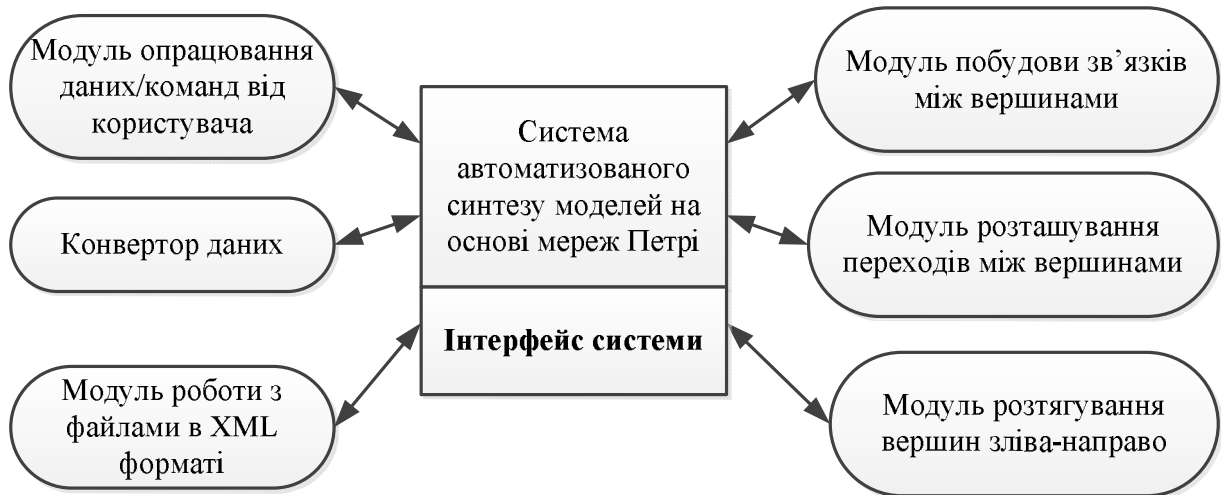 Модуль опрацювання
даних/команд від
користувача
Конвертор даних
Модуль роботи з
файлами в XML
форматі
Система
автоматизованого
синтезу моделей на
основі мереж Петрі
Інтерфейс системи
Модуль побудови зв’язків
між вершинами
Модуль розташування
переходів між вершинами
Модуль розтягування
вершин зліва-направо